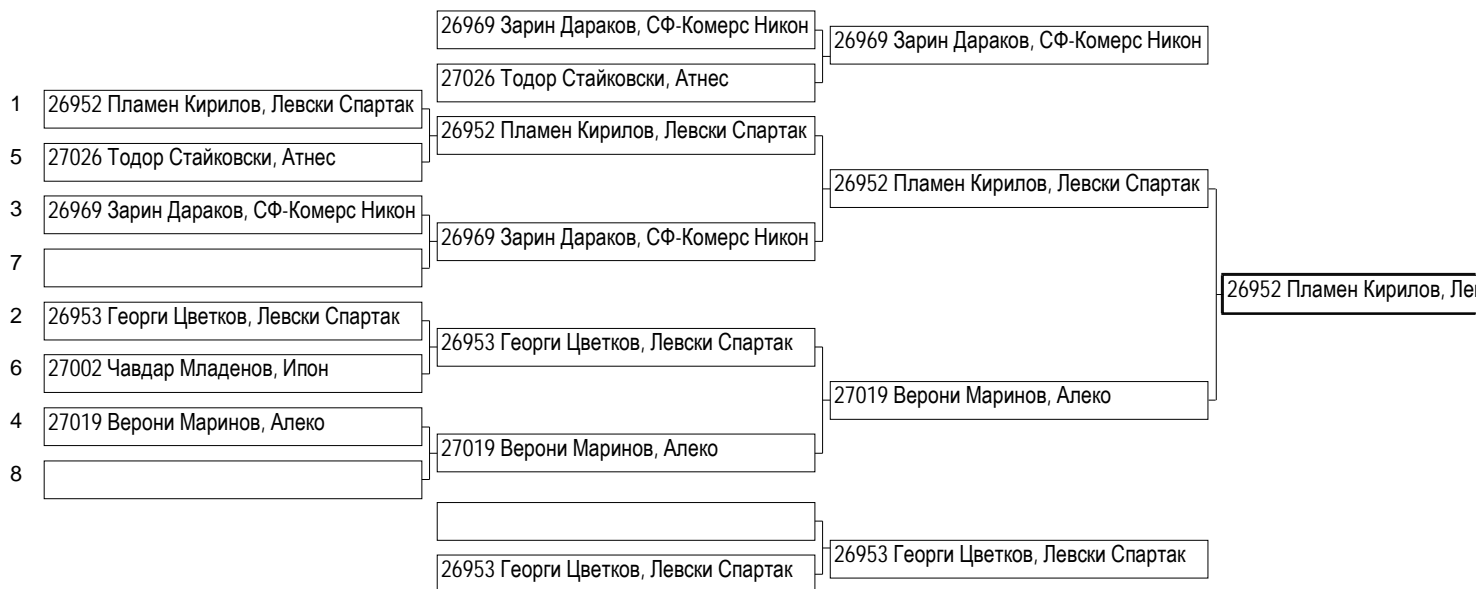 26969 Зарин Дараков, СФ-Комерс Никон
26969 Зарин Дараков, СФ-Комерс Никон
27026 Тодор Стайковски, Атнес
1 26952 Пламен Кирилов, Левски Спартак
26952 Пламен Кирилов, Левски Спартак
5 27026 Тодор Стайковски, Атнес
26952 Пламен Кирилов, Левски Спартак
3 26969 Зарин Дараков, СФ-Комерс Никон
26969 Зарин Дараков, СФ-Комерс Никон
7
26952 Пламен Кирилов, Ле
2 26953 Георги Цветков, Левски Спартак
26953 Георги Цветков, Левски Спартак
6 27002 Чавдар Младенов, Ипон
27019 Верони Маринов, Алеко
4 27019 Верони Маринов, Алеко
27019 Верони Маринов, Алеко
8
26953 Георги Цветков, Левски Спартак
26953 Георги Цветков, Левски Спартак